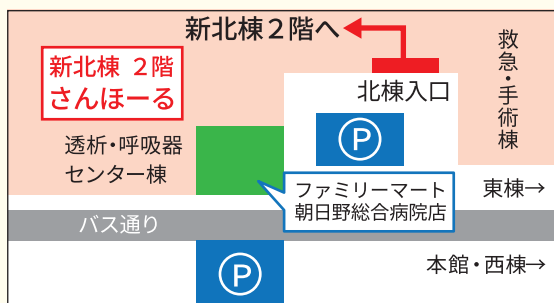 新北棟2階へ
新北棟 2階
さんほーる
北棟入口
救急・手術棟
P
透析・呼吸器
センター棟
ファミリーマート
朝日野総合病院店
東棟→
バス通り
P
本館・西棟→